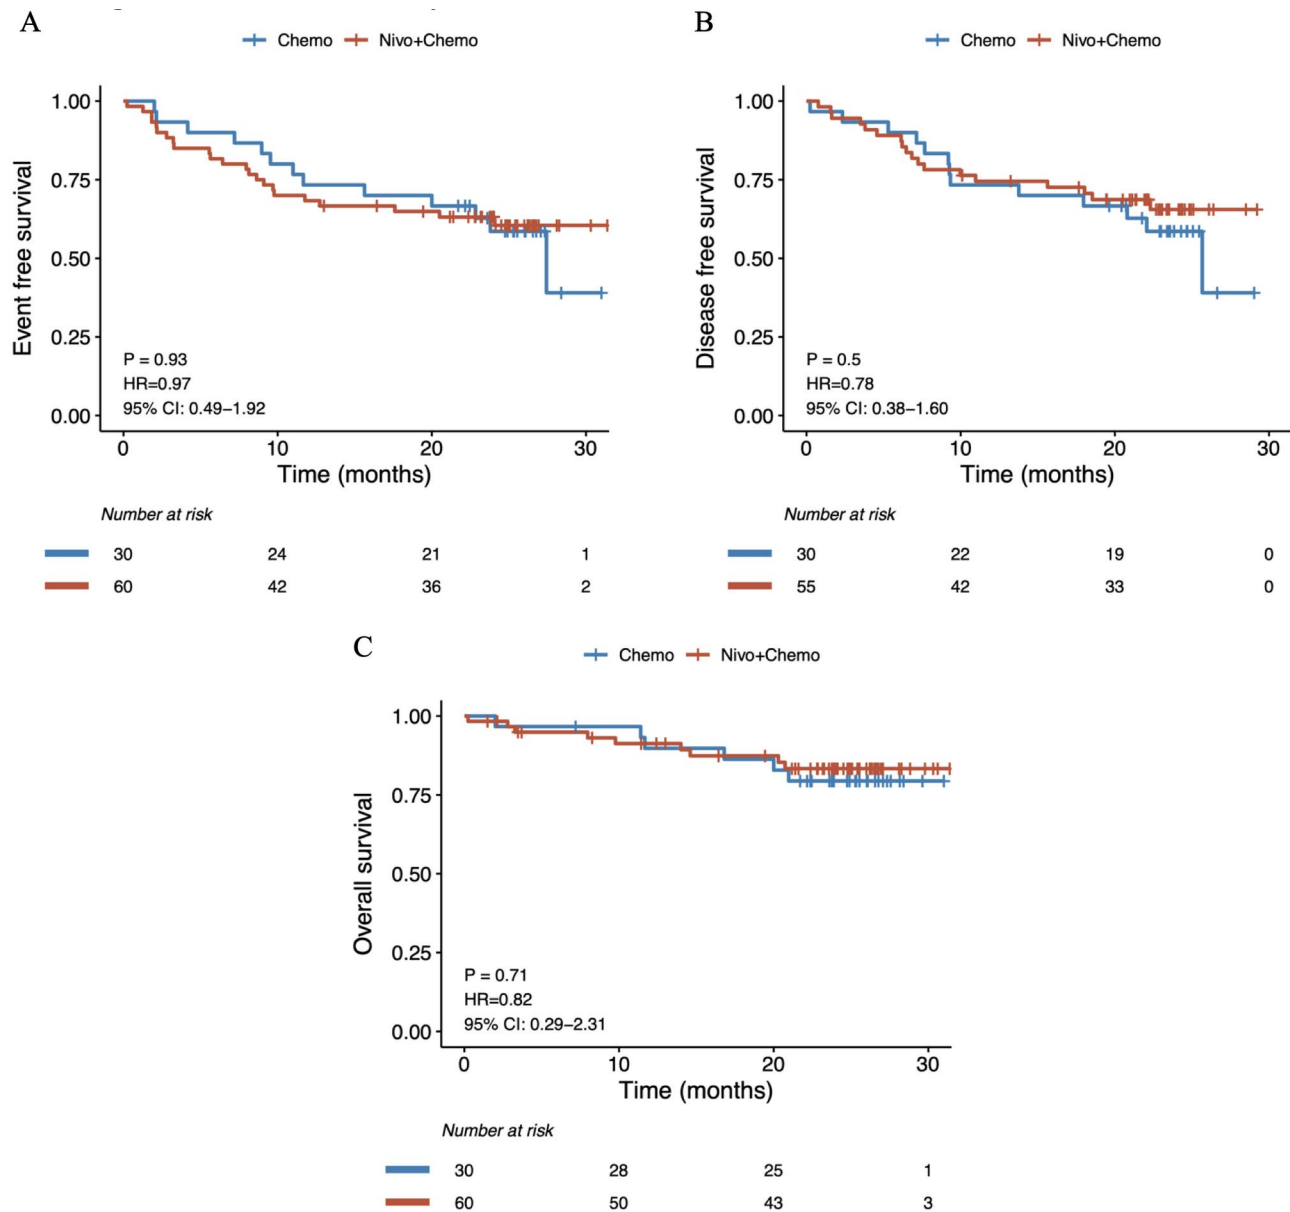 A
Chemo Nivo+Chemo
Event free survival
1.00
0.75
0.50
0.25
0.00
P = 0.93
HR=0.97
95% CI: 0.49–1.92
0 10 20 30
Time (months)
Number at risk
30 24 21 1
60 42 36 2
B
Chemo Nivo+Chemo
Disease free survival
1.00
0.75
0.50
0.25
0.00
P = 0.5
HR=0.78
95% CI: 0.38–1.60
0 10 20 30
Time (months)
Number at risk
30 22 19 0
55 42 33 0
C
Chemo Nivo+Chemo
Overall survival
1.00
0.75
0.50
0.25
0.00
P = 0.71
HR=0.82
95% CI: 0.29–2.31
0 10 20 30
Time (months)
Number at risk
30 28 25 1
60 50 43 3